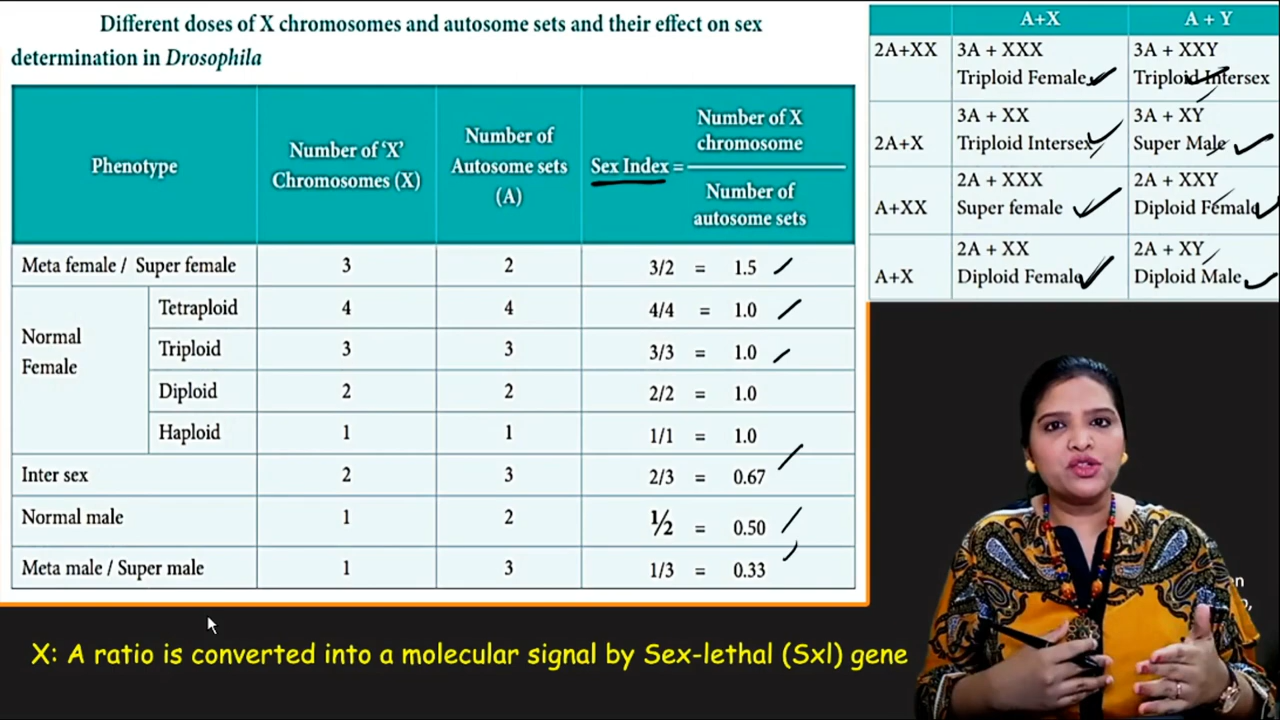 Different doses of X chromosomes and autosome sets and their effect on sex
determination in Drosophila
Phenotype
Number of 'X'
Chromosomes (X)
Number of
Autosome sets
(A)
Sex Index =
Number of X
chromosome
Number of
autosome sets
Meta female / Super female 3 2 3/2 = 1.5
Normal
Female
Tetraploid 4 4 4/4 = 1.0
Triploid 3 3 3/3 = 1.0
Diploid 2 2 2/2 = 1.0
Haploid 1 1 1/1 = 1.0
Inter sex 2 3 2/3 = 0.67
Normal male 1 2 ½ = 0.50
Meta male / Super male 1 3 1/3 = 0.33
A+X A + Y
2A+XX 3A + XXX 3A + XXY
Triploid Female Triploid Intersex
3A + XX 3A + XY
2A+X Triploid Intersex Super Male
2A + XXX 2A + XXY
A+XX Super female Diploid Female
2A + XX 2A + XY
A+X Diploid Female Diploid Male
X: A ratio is converted into a molecular signal by Sex-lethal (Sxl) gene